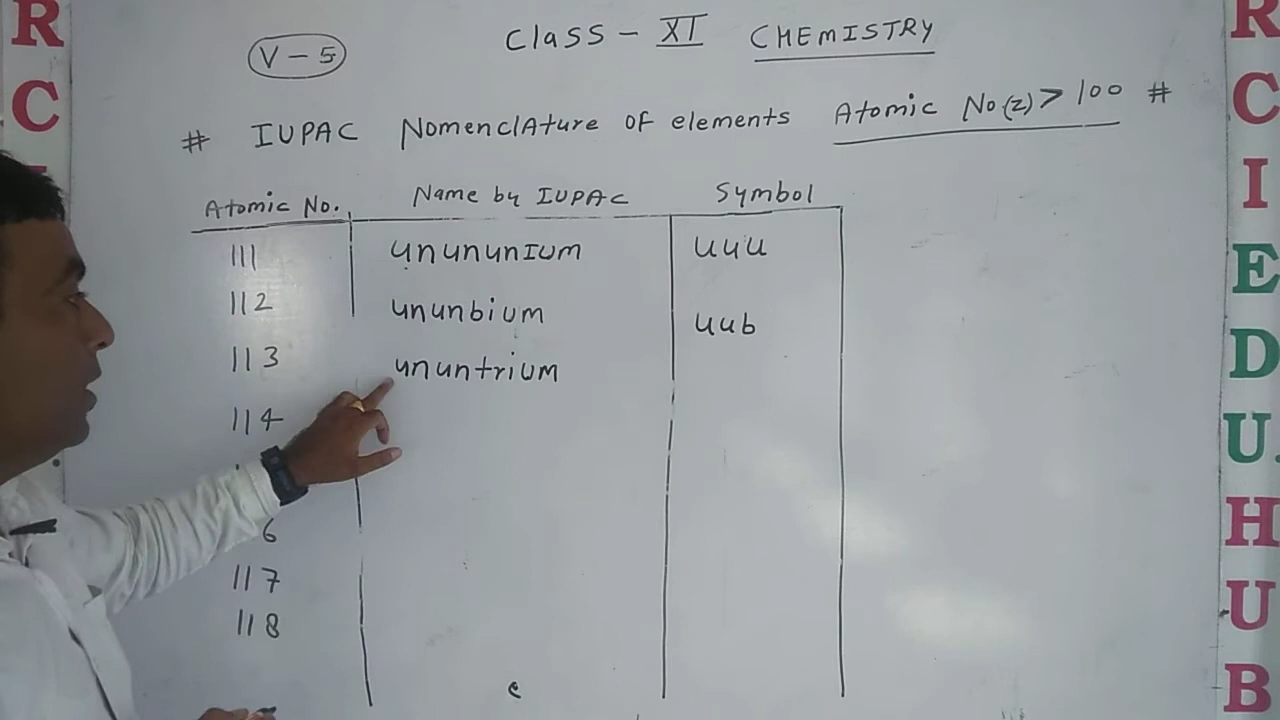 V-5
Class - XI CHEMISTRY
# IUPAC Nomenclature of elements Atomic No(z) > 100 #
Atomic No. Name by IUPAC Symbol
111 unununium uuu
112 ununbium uub
113 ununtrium
114
6
117
118
R
C
R
C
I
E
D
U
H
U
B